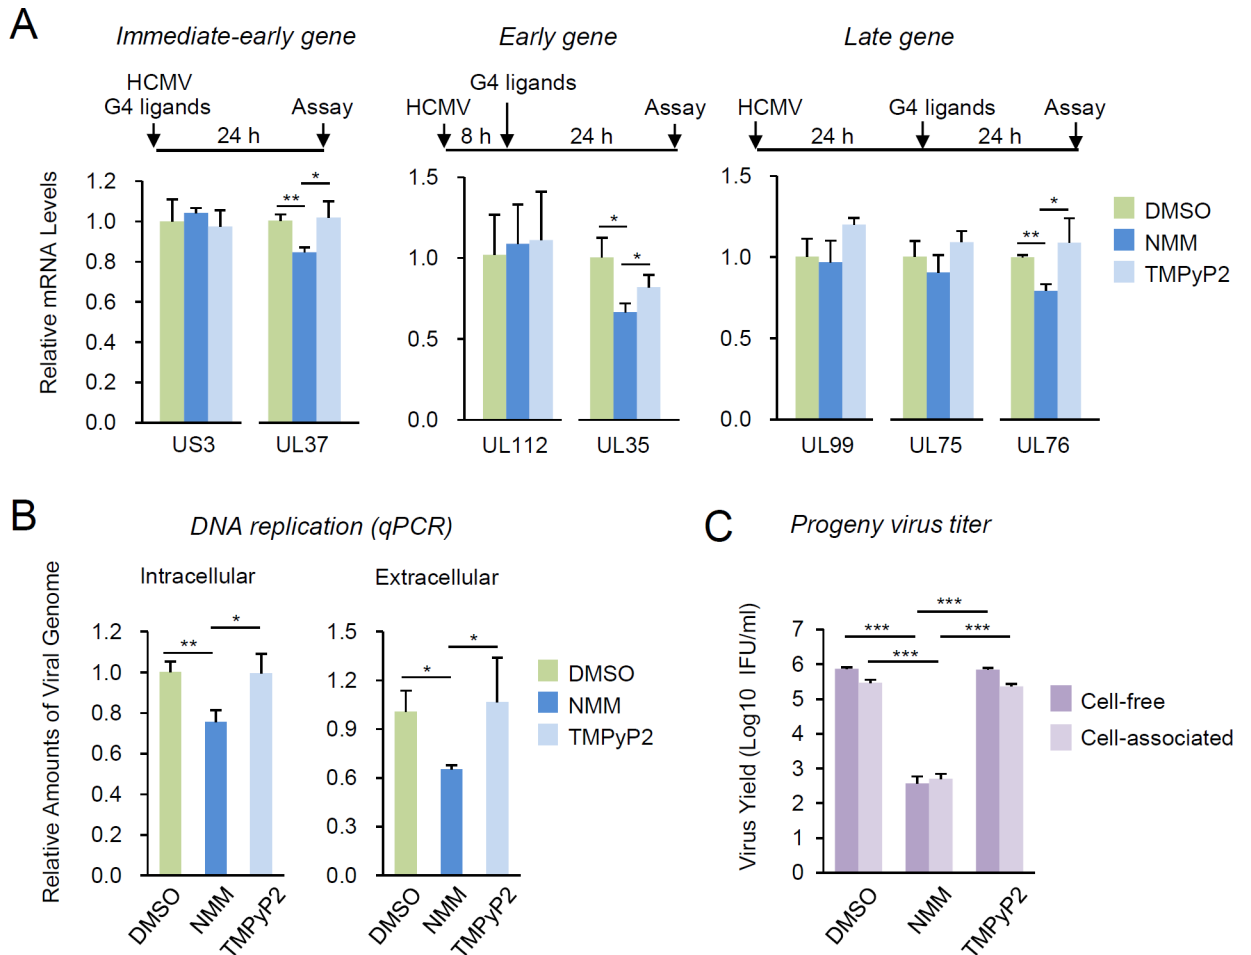 A
Immediate-early gene
Early gene
Late gene
HCMV
G4 ligands
Assay
24 h
HCMV
G4 ligands
Assay
8 h
24 h
HCMV
G4 ligands
Assay
24 h
24 h
Relative mRNA Levels
1.2
1.0
0.8
0.6
0.4
0.2
0.0
**
*
US3
UL37
1.5
1.0
0.5
0.0
*
*
UL112
UL35
1.5
1.0
0.5
0.0
**
*
UL99
UL75
UL76
DMSO
NMM
TMPyP2
B
DNA replication (qPCR)
Intracellular
Extracellular
Relative Amounts of Viral Genome
1.2
1.0
0.8
0.6
0.4
0.2
0.0
**
*
DMSO
NMM
TMPyP2
1.5
1.2
0.9
0.6
0.3
0.0
*
*
DMSO
NMM
TMPyP2
DMSO
NMM
TMPyP2
C
Progeny virus titer
Virus Yield (Log10 IFU/ml)
7
6
5
4
3
2
1
0
***
***
***
***
DMSO
NMM
TMPyP2
Cell-free
Cell-associated